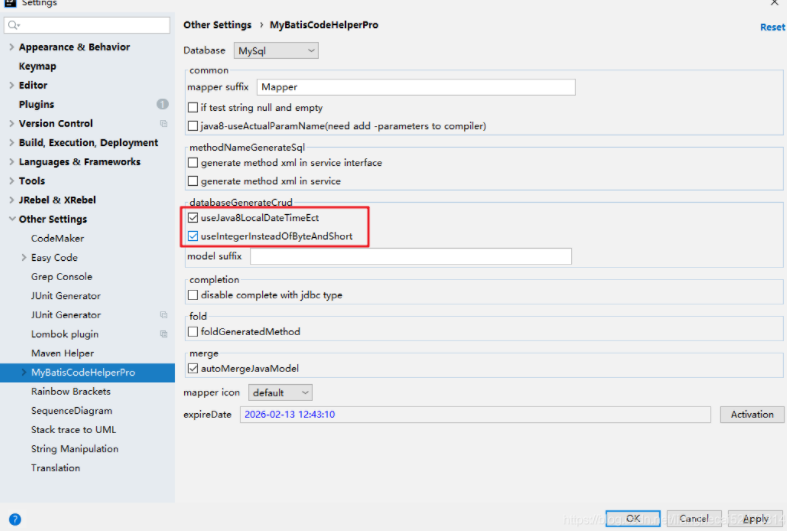 Settings
Other Settings > MyBatisCodeHelperPro
Reset
Appearance & Behavior
Keymap
Editor
Plugins 1
Version Control
Build, Execution, Deployment
Languages & Frameworks
Tools
JRebel & XRebel
Other Settings
CodeMaker
Easy Code
Grep Console
JUnit Generator
JUnit Generator
Lombok plugin
Maven Helper
MyBatisCodeHelperPro
Rainbow Brackets
SequenceDiagram
Stack trace to UML
String Manipulation
Translation
Database MySql
common
mapper suffix Mapper
if test string null and empty
java8-useActualParamName(need add -parameters to compiler)
methodNameGenerateSql
generate method xml in service interface
generate method xml in service
databaseGenerateCrud
useJava8LocalDateTimeEct
useIntegerInsteadOfByteAndShort
model suffix
completion
disable complete with jdbc type
fold
foldGeneratedMethod
merge
autoMergeJavaModel
mapper icon default
expireDate 2026-02-13 12:43:10 Activation
?
OK Cancel Apply